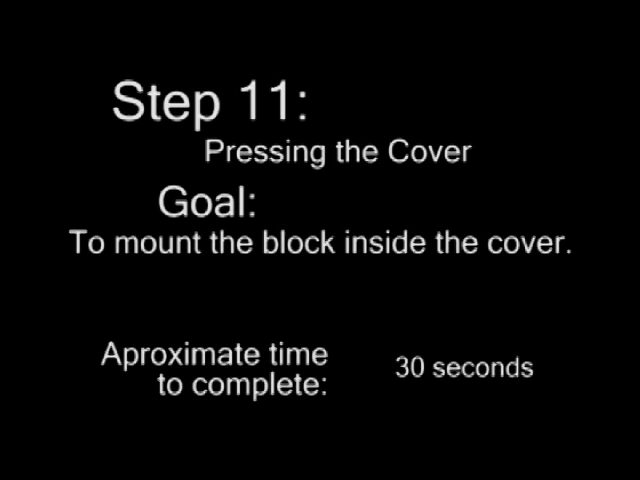 Step 11:
Pressing the Cover
Goal:
To mount the block inside the cover.
Aproximate time
to complete:
30 seconds